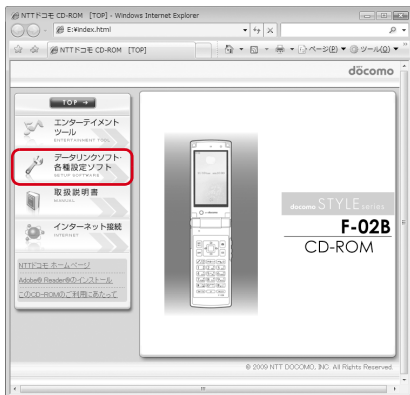 NTTドコモ CD-ROM [TOP] - Windows Internet Explorer
E:¥index.html
NTTドコモ CD-ROM [TOP]
ページ(P) ツール(O)
döcomo
TOP
エンターテイメント
ツール
ENTERTAINMENT TOOL
データリンクソフト・
各種設定ソフト
SETUP SOFTWARE
取扱説明書
MANUAL
インターネット接続
INTERNET
NTTドコモ ホームページ
Adobe® Reader®のインストール
このCD-ROMのご利用にあたって
docomo STYLE series
F-02B
CD-ROM
© 2009 NTT DOCOMO, INC. All Rights Reserved.